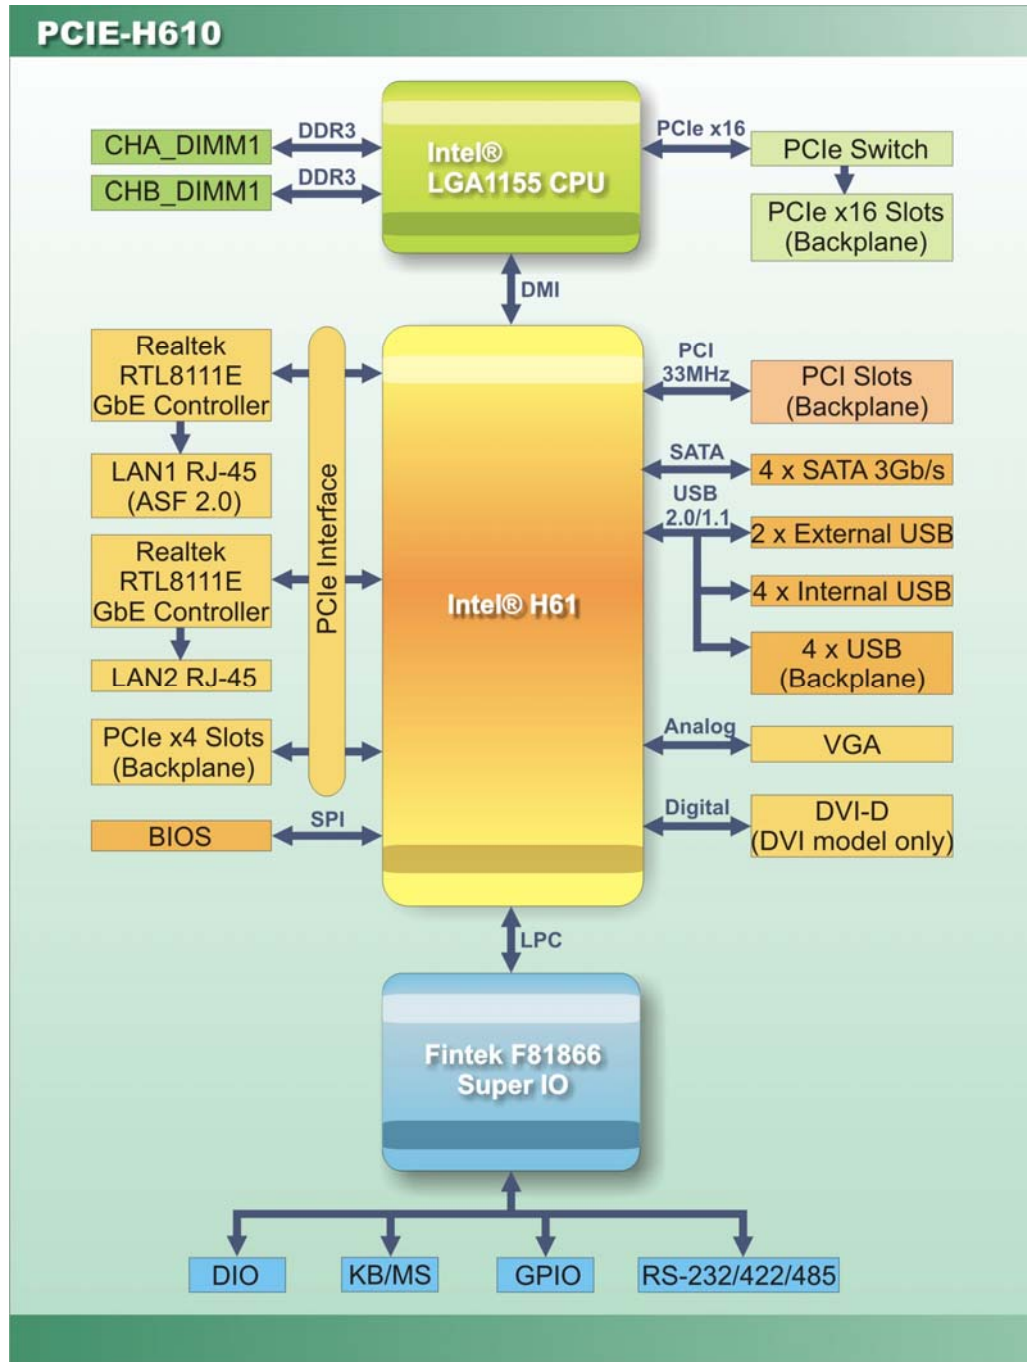 PCIE-H610
CHA_DIMM1
DDR3
CHB_DIMM1
DDR3
Intel®
LGA1155 CPU
PCIe x16
PCIe Switch
PCIe x16 Slots
(Backplane)
DMI
Realtek
RTL8111E
GbE Controller
LAN1 RJ-45
(ASF 2.0)
Realtek
RTL8111E
GbE Controller
LAN2 RJ-45
PCIe x4 Slots
(Backplane)
PCIe Interface
BIOS
SPI
Intel® H61
PCI
33MHz
PCI Slots
(Backplane)
SATA
4 x SATA 3Gb/s
USB
2.0/1.1
2 x External USB
4 x Internal USB
4 x USB
(Backplane)
Analog
VGA
Digital
DVI-D
(DVI model only)
LPC
Fintek F81866
Super IO
DIO
KB/MS
GPIO
RS-232/422/485